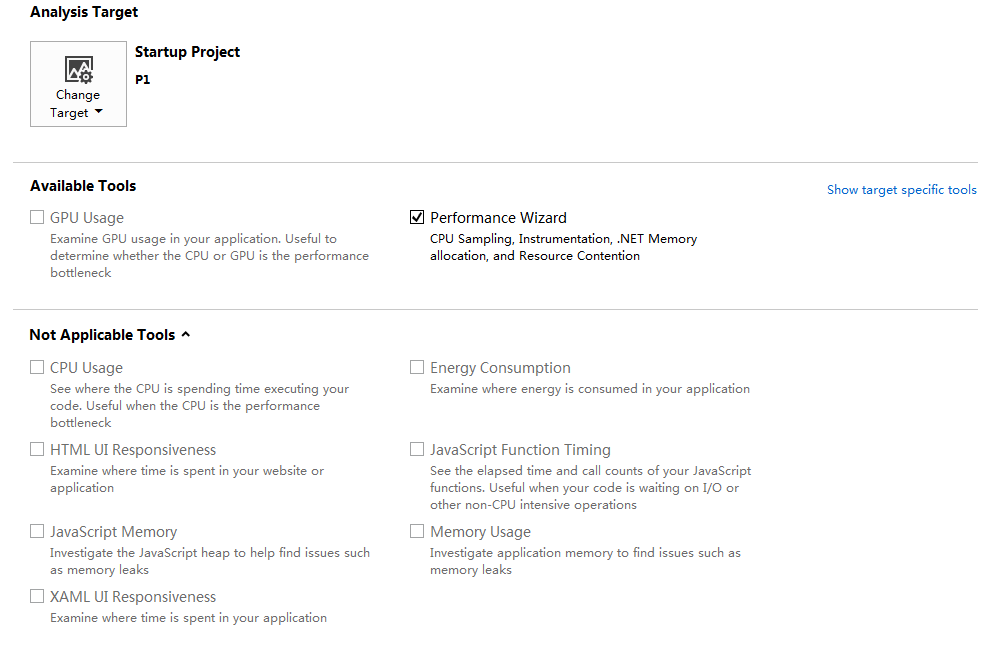 Analysis Target
Startup Project
P1
Change
Target
Available Tools
Show target specific tools
GPU Usage
Examine GPU usage in your application. Useful to
determine whether the CPU or GPU is the performance
bottleneck
Performance Wizard
CPU Sampling, Instrumentation, .NET Memory
allocation, and Resource Contention
Not Applicable Tools
CPU Usage
See where the CPU is spending time executing your
code. Useful when the CPU is the performance
bottleneck
Energy Consumption
Examine where energy is consumed in your application
HTML UI Responsiveness
Examine where time is spent in your website or
application
JavaScript Function Timing
See the elapsed time and call counts of your JavaScript
functions. Useful when your code is waiting on I/O or
other non-CPU intensive operations
JavaScript Memory
Investigate the JavaScript heap to help find issues such
as memory leaks
Memory Usage
Investigate application memory to find issues such as
memory leaks
XAML UI Responsiveness
Examine where time is spent in your application